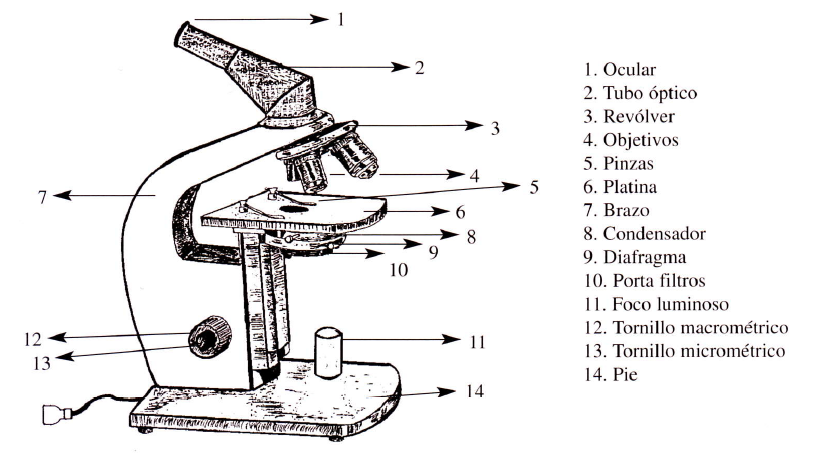 1
2
3
4
5
6
7
8
9
10
11
12
13
14
1. Ocular
2. Tubo óptico
3. Revólver
4. Objetivos
5. Pinzas
6. Platina
7. Brazo
8. Condensador
9. Diafragma
10. Porta filtros
11. Foco luminoso
12. Tornillo macrométrico
13. Tornillo micrométrico
14. Pie